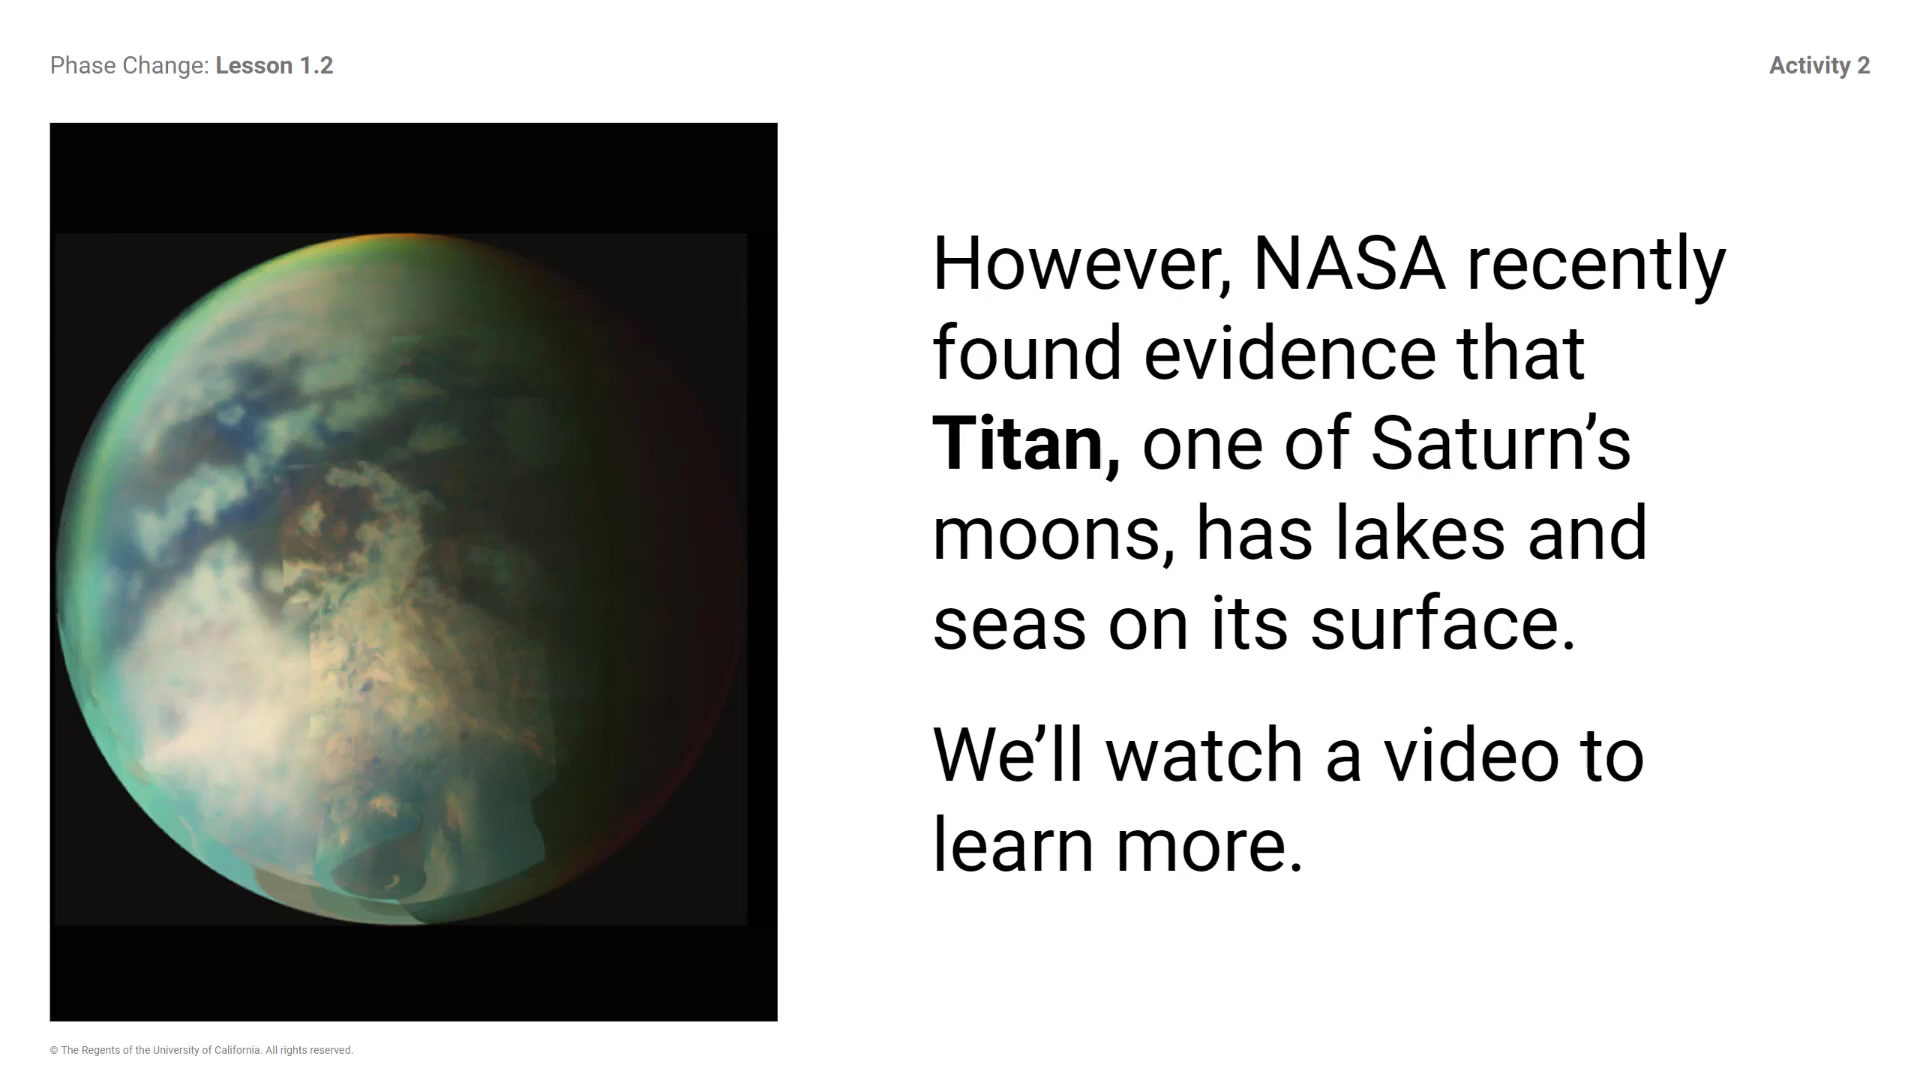 Phase Change: Lesson 1.2
Activity 2
However, NASA recently
found evidence that
Titan, one of Saturn’s
moons, has lakes and
seas on its surface.
We’ll watch a video to
learn more.
© The Regents of the University of California. All rights reserved.